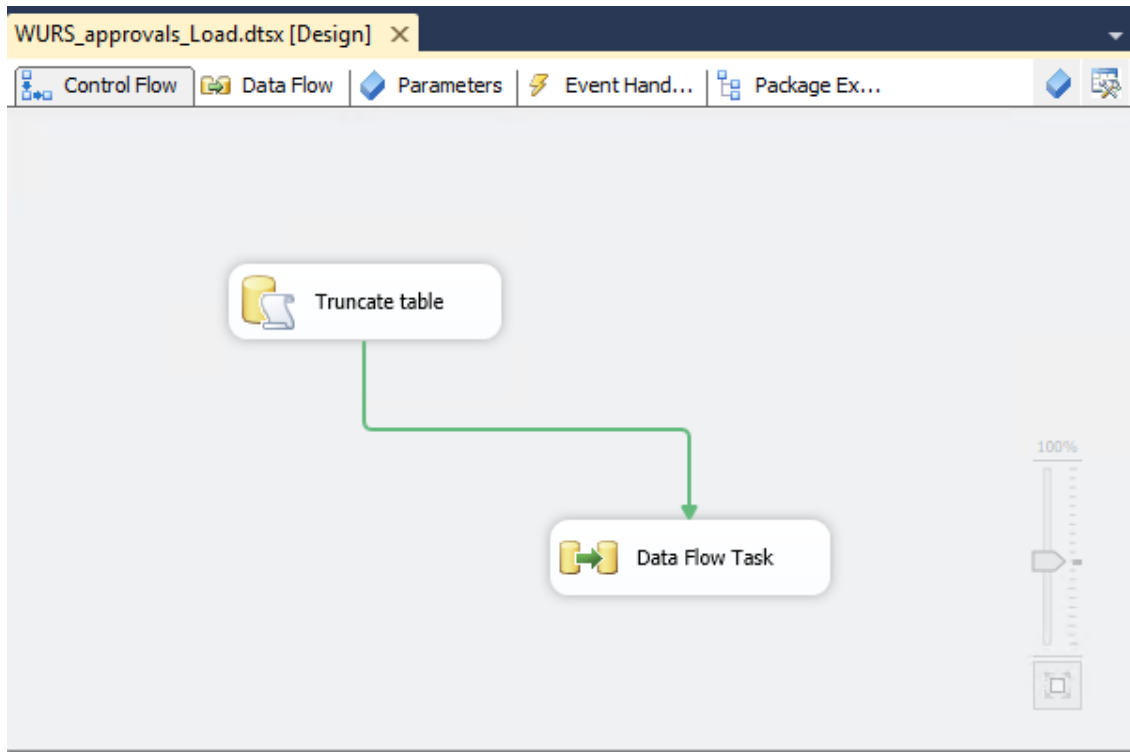 WURS_approvals_Load.dtsx [Design]
Control Flow Data Flow Parameters Event Hand... Package Ex...
Truncate table
100%
Data Flow Task